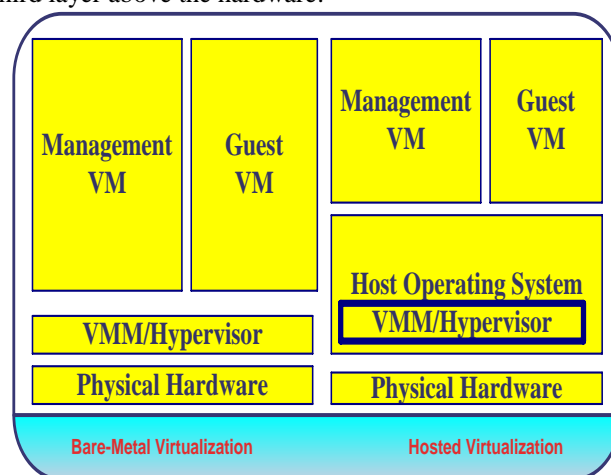 hird layer above the hardware.
Management
VM
Guest
VM
VMM/Hypervisor
Physical Hardware
Bare-Metal Virtualization
Management
VM
Guest
VM
Host Operating System
VMM/Hypervisor
Physical Hardware
Hosted Virtualization